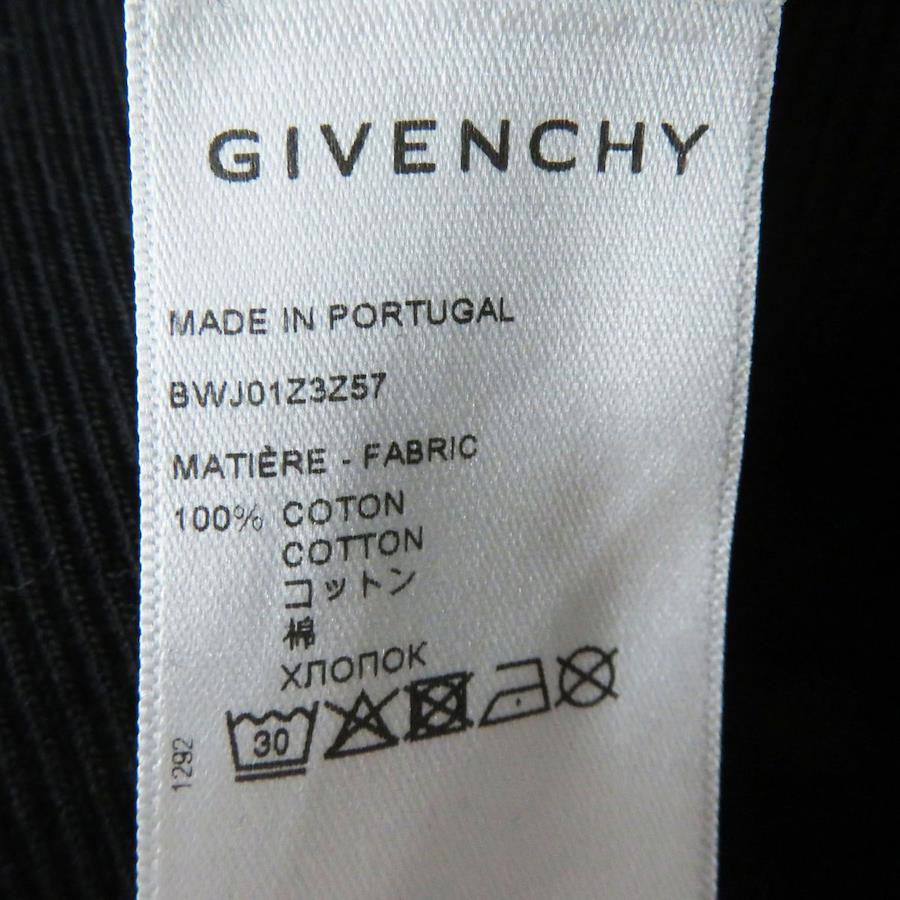 GIVENCHY
MADE IN PORTUGAL
BWJ01Z3Z57
MATIÈRE - FABRIC
100% COTON
COTTON
コットン
棉
ХЛОПОК
30
1292